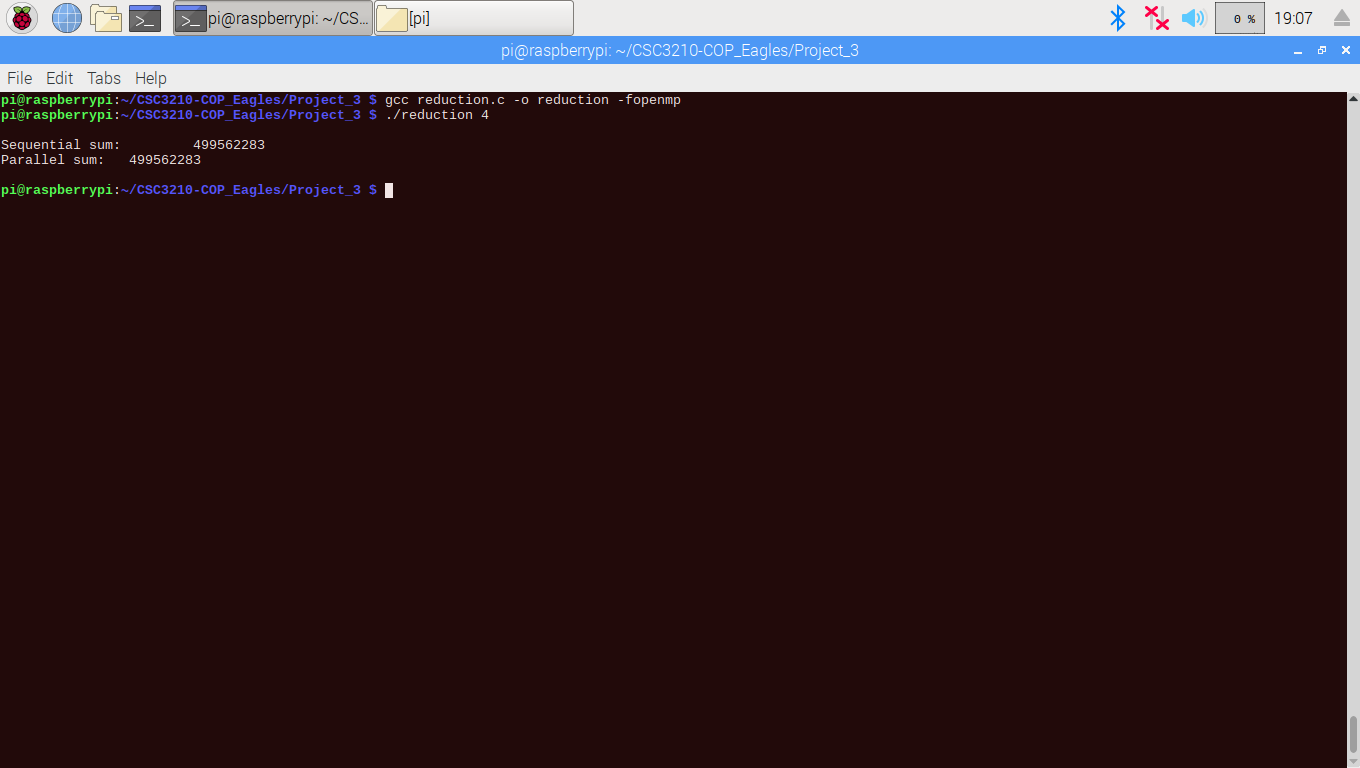 pi@raspberrypi: ~/CS... [pi] 0 % 19:07
pi@raspberrypi: ~/CSC3210-COP_Eagles/Project_3
File Edit Tabs Help
pi@raspberrypi:~/CSC3210-COP_Eagles/Project_3 $ gcc reduction.c -o reduction -fopenmp
pi@raspberrypi:~/CSC3210-COP_Eagles/Project_3 $ ./reduction 4
Sequential sum:         499562283
Parallel sum:   499562283
pi@raspberrypi:~/CSC3210-COP_Eagles/Project_3 $